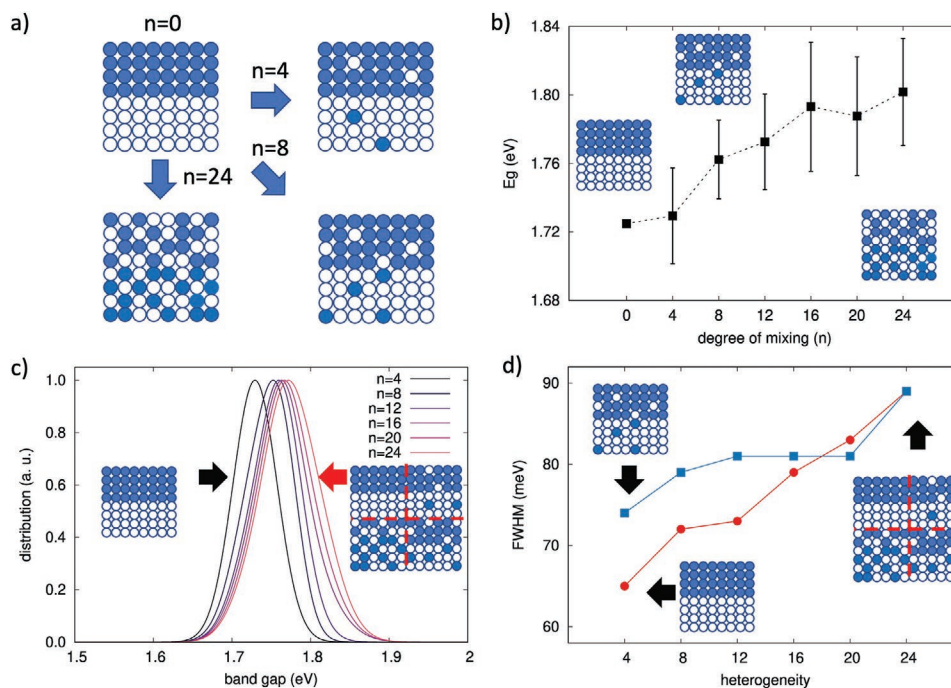 a)
n=0
n=4
n=8
n=24
b)
1.84
1.80
1.76
1.72
1.68
Eg (eV)
0 4 8 12 16 20 24
degree of mixing (n)
c)
1.0
0.8
0.6
0.4
0.2
0.0
distribution (a. u.)
n=4
n=8
n=12
n=16
n=20
n=24
1.5 1.6 1.7 1.8 1.9 2
band gap (eV)
d)
90
80
70
60
FWHM (meV)
4 8 12 16 20 24
heterogeneity